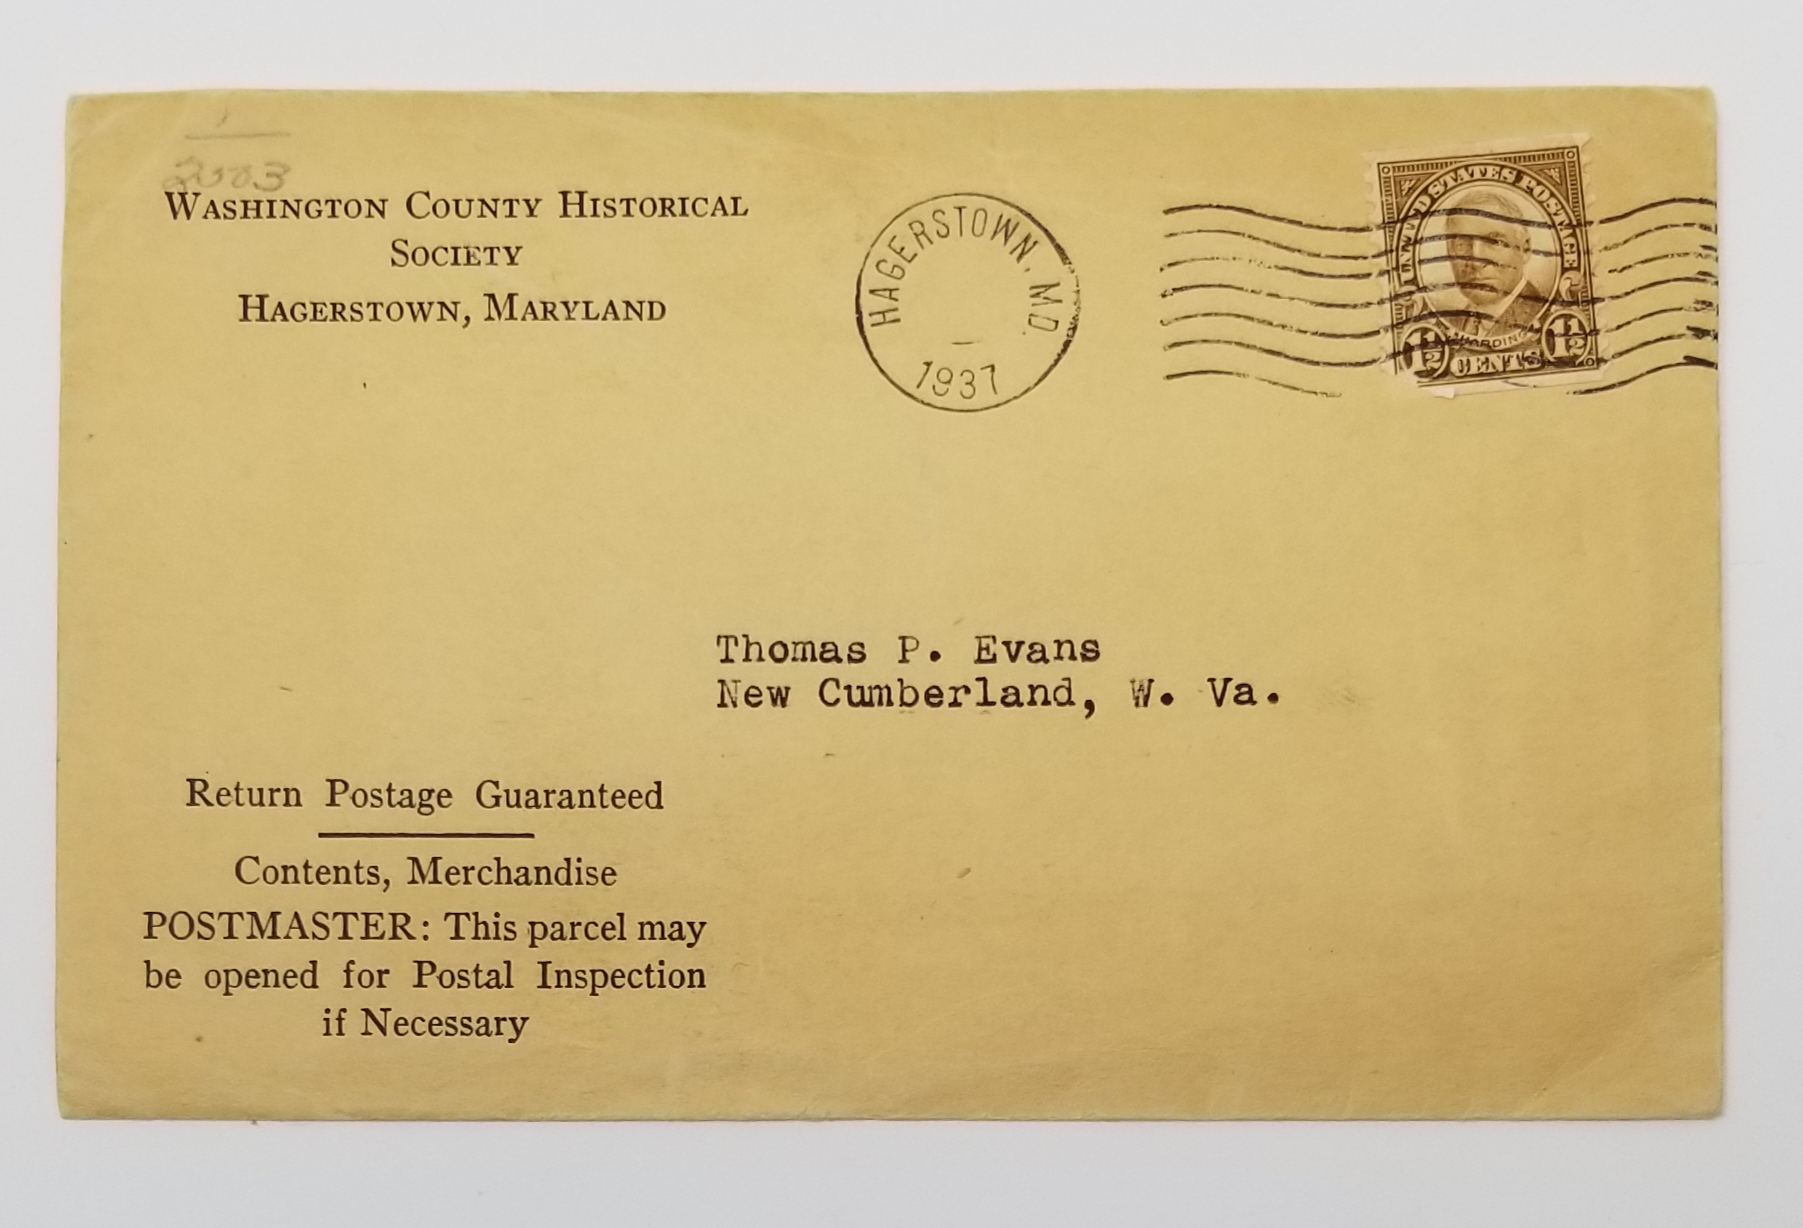 2003
WASHINGTON COUNTY HISTORICAL
SOCIETY
HAGERSTOWN, MARYLAND
HAGERSTOWN, MD.
1937
UNITED STATES POSTAGE
HARDING
1½ CENTS 1½
Thomas P. Evans
New Cumberland, W. Va.
Return Postage Guaranteed
Contents, Merchandise
POSTMASTER: This parcel may
be opened for Postal Inspection
if Necessary